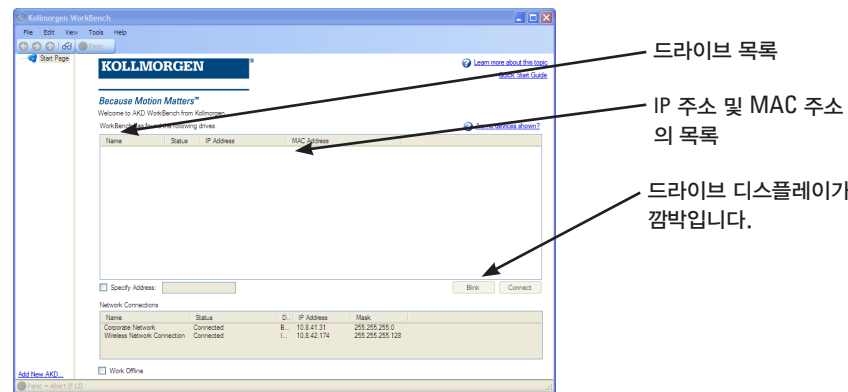 Kollmorgen WorkBench
File Edit View Tools Help
Panic
Start Page
KOLLMORGEN®
Learn more about this topic
Quick Start Guide
Because Motion Matters™
Welcome to AKD WorkBench from Kollmorgen.
WorkBench has found the following drives.
devices shown?
Name Status IP Address MAC Address
Specify Address:
Blink Connect
Network Connections
Name Status D... IP Address Mask
Corporate Network Connected B... 10.8.41.31 255.255.255.0
Wireless Network Connection Connected I... 10.8.42.174 255.255.255.128
Work Offline
Add New AKD...
Panic = Abort (F12)
드라이브 목록
IP 주소 및 MAC 주소
의 목록
드라이브 디스플레이가
깜박입니다.